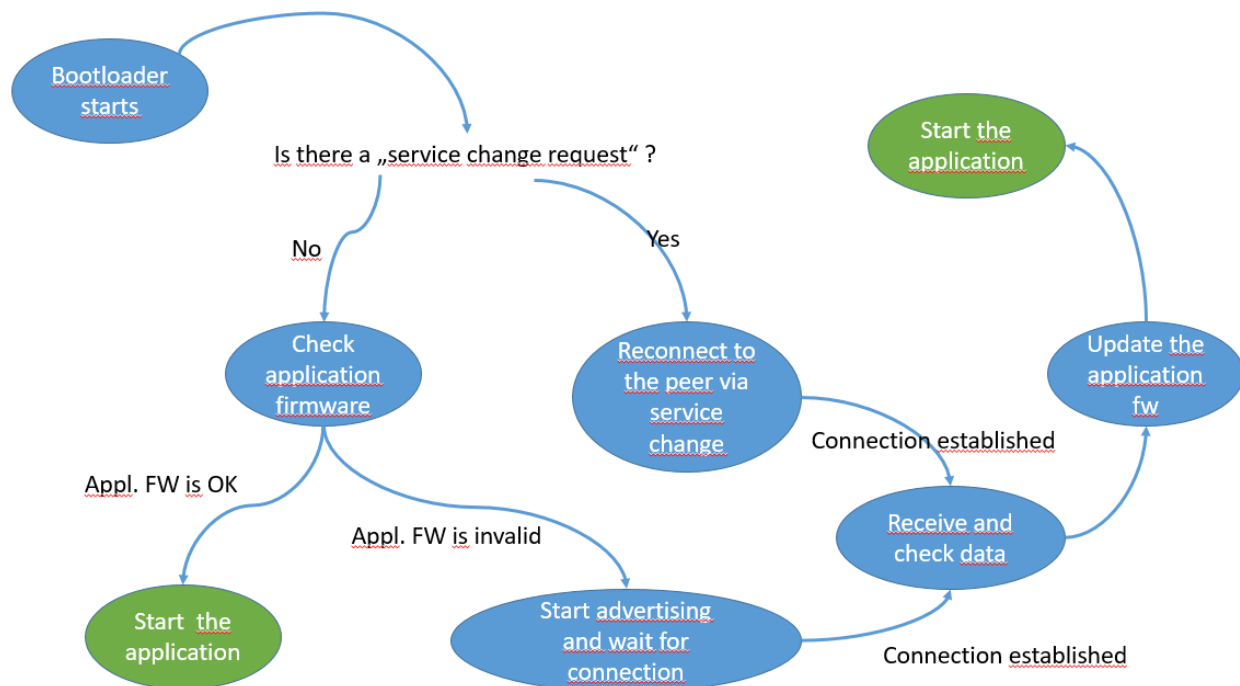 Bootloader
starts
Is there a „service change request“ ?
Start the
application
No
Yes
Check
application
firmware
Reconnect to
the peer via
service
change
Update the
application
fw
Connection established
Appl. FW is OK
Appl. FW is invalid
Receive and
check data
Start the
application
Start advertising
and wait for
connection
Connection established